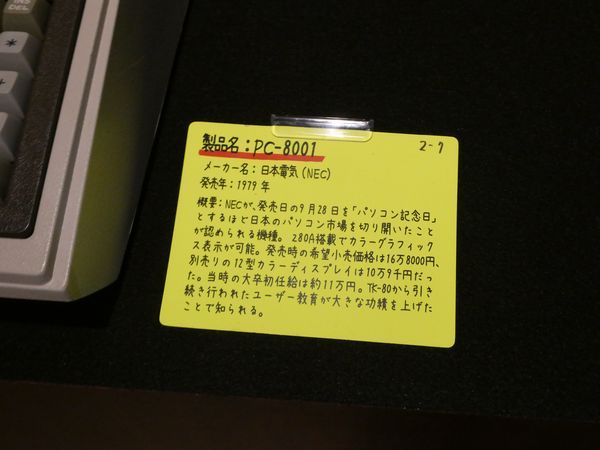 INS
DEL
*
+
製品名：PC-8001
2-7
メーカー名：日本電気(NEC)
発売年：1979年
概要：NECが、発売日の9月28日を「パソコン記念日」
とするほど日本のパソコン市場を切り開いたこと
が認められる機種。Z80A搭載でカラーグラフィック
ス表示が可能。発売時の希望小売価格は16万8000円、
別売りの12型カラーディスプレイは10万9千円だっ
た。当時の大卒初任給は約11万円。TK-80から引き
続き行われたユーザー教育が大きな功績を上げた
ことで知られる。